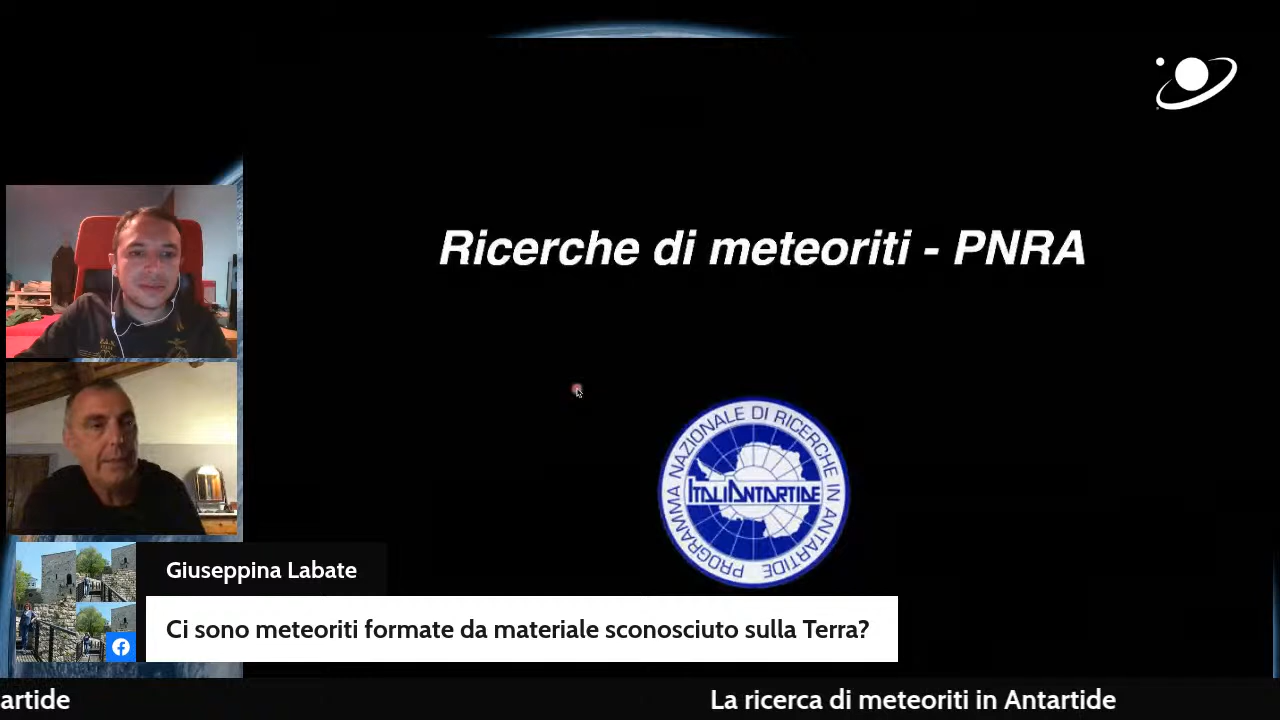 Ricerche di meteoriti - PNRA
PROGRAMMA NAZIONALE DI RICERCHE IN ANTARTIDE
ITALIANTARTIDE
Giuseppina Labate
Ci sono meteoriti formate da materiale sconosciuto sulla Terra?
artide
La ricerca di meteoriti in Antartide